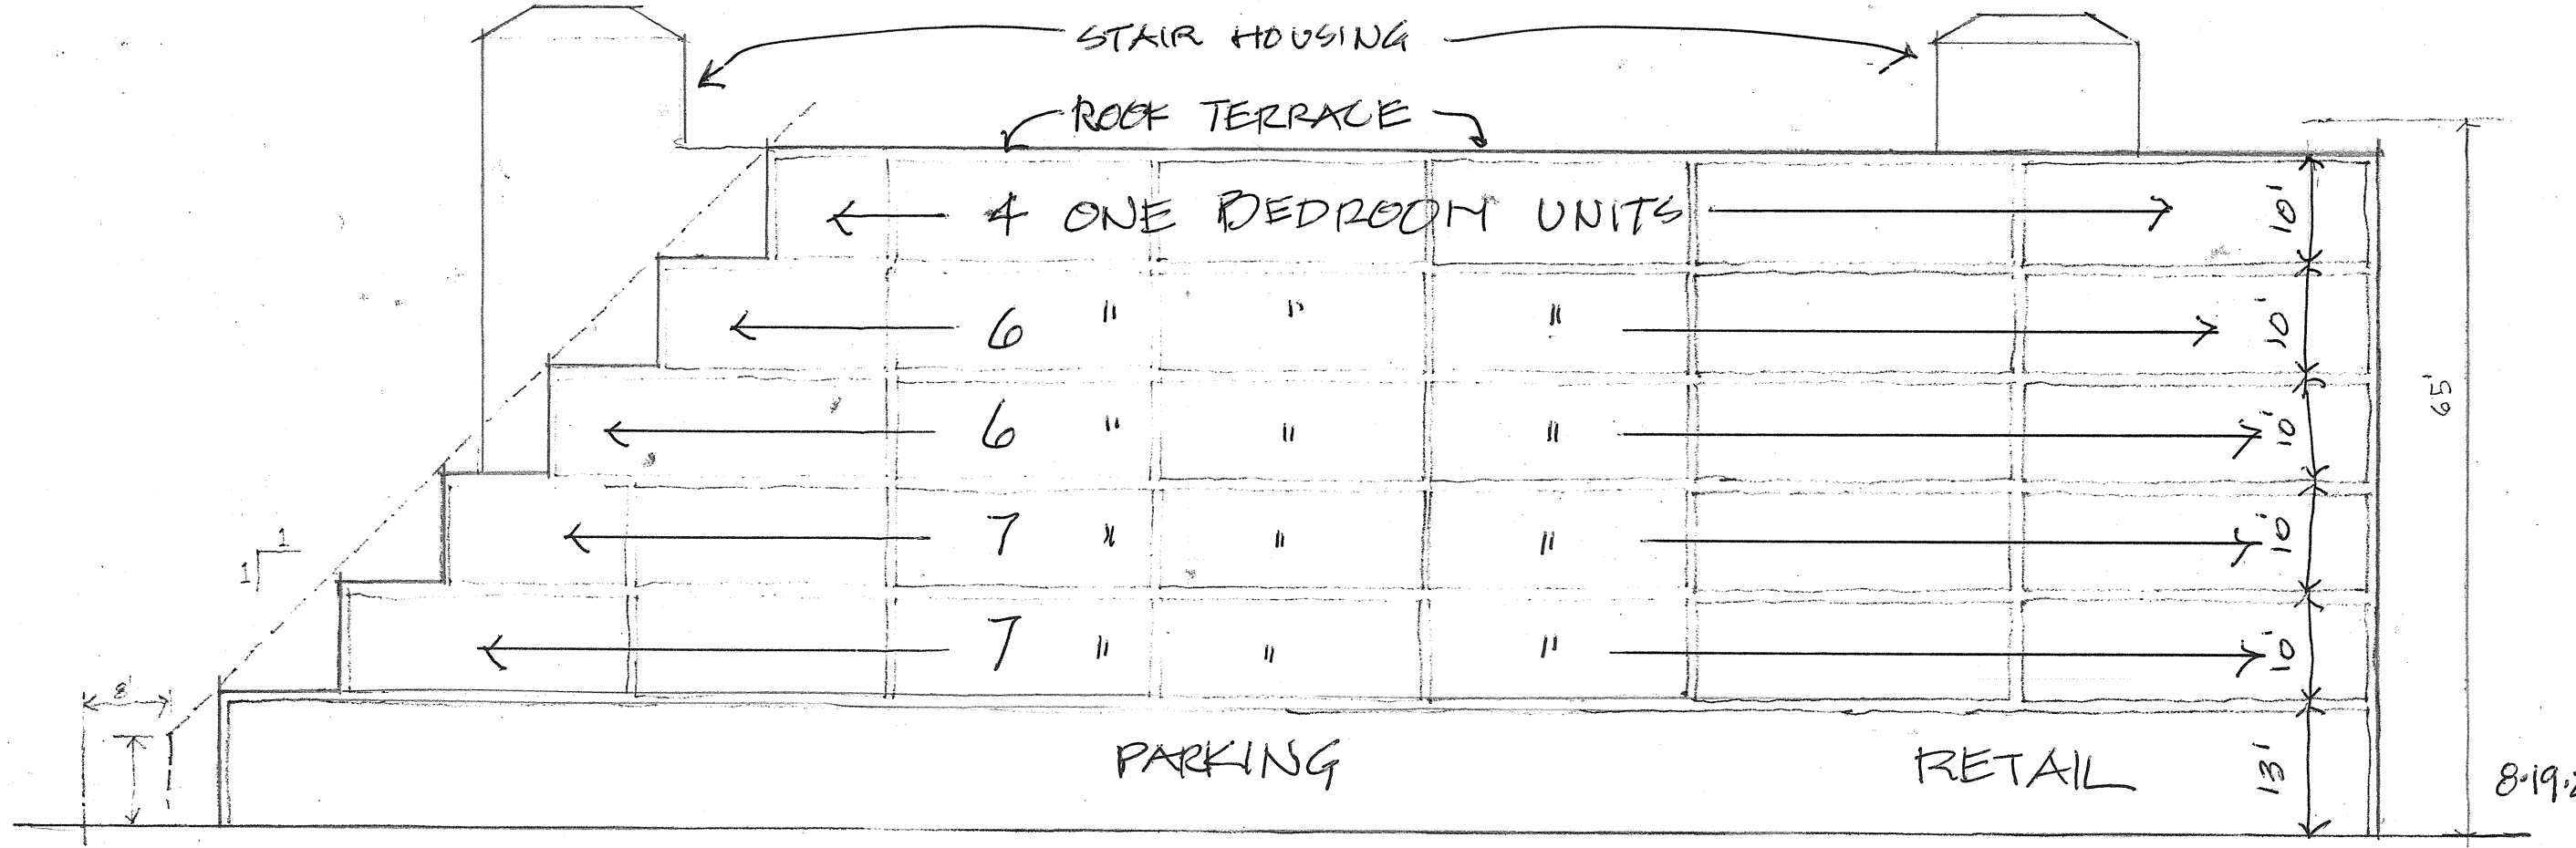 STAIR HOUSING
ROOF TERRACE
4 ONE BEDROOM UNITS 10'
6 " " " 10'
6 " " " 10'
7 " " " 10'
7 " " " 10'
65'
1
1
8'
PARKING RETAIL 13'